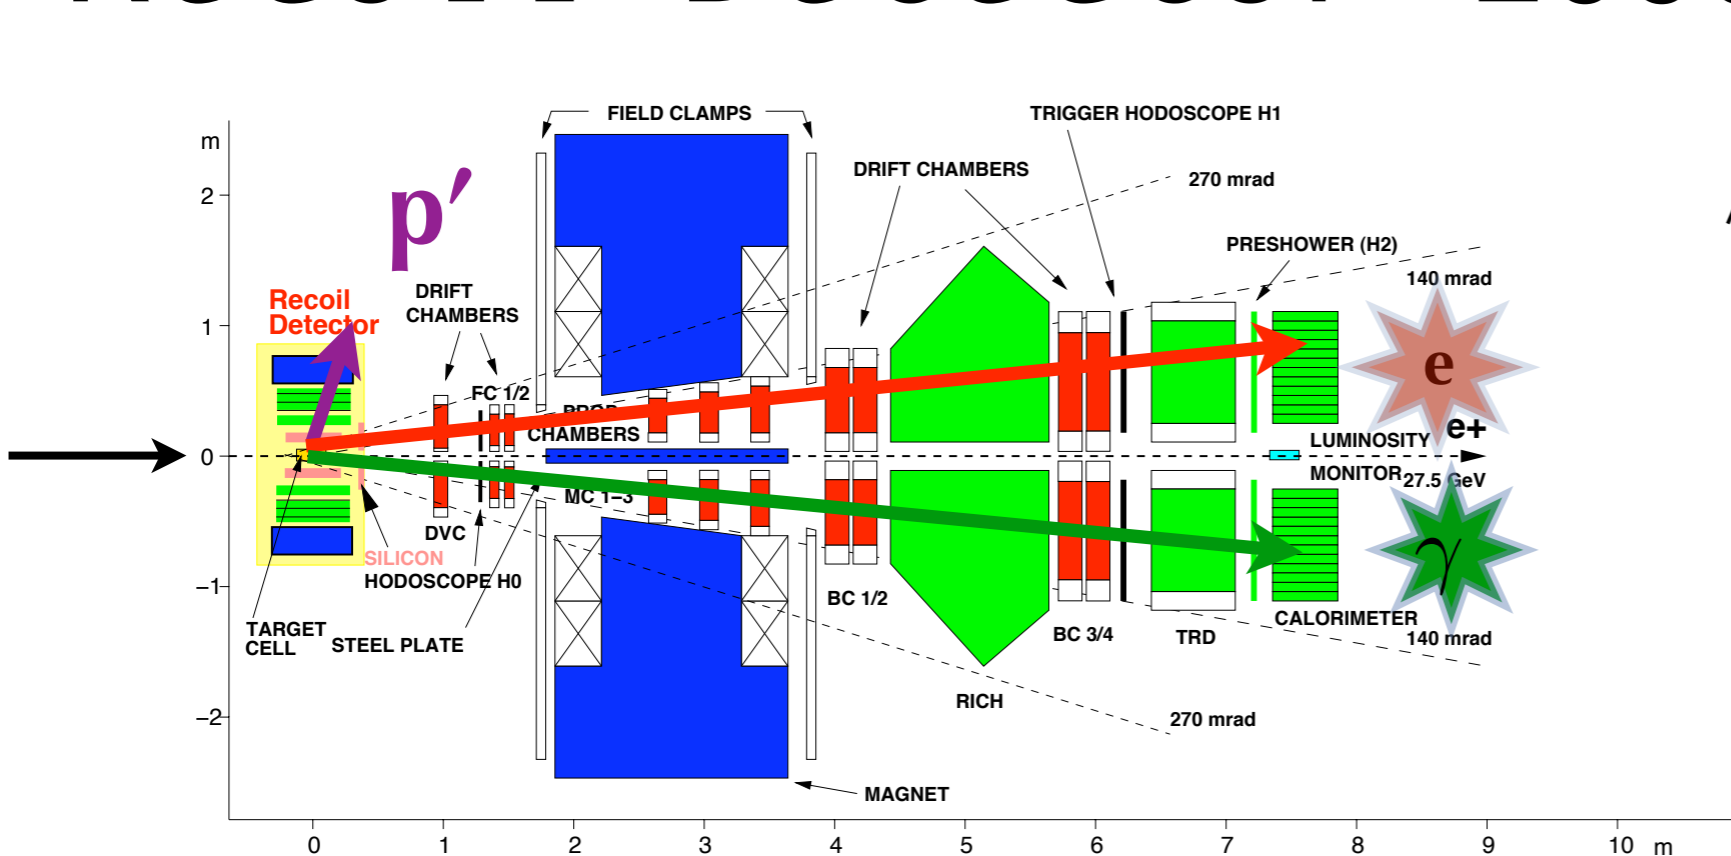 FIELD CLAMPS
TRIGGER HODOSCOPE H1
m
DRIFT CHAMBERS
270 mrad
2
p′
PRESHOWER (H2)
140 mrad
DRIFT
CHAMBERS
Recoil
Detector
1
e
FC 1/2
CHAMBERS
LUMINOSITY
e+
0
MONITOR
27.5 GeV
MC 1−3
DVC
SILICON
HODOSCOPE H0
γ
−1
BC 1/2
CALORIMETER
TARGET
CELL
STEEL PLATE
BC 3/4
TRD
140 mrad
RICH
−2
270 mrad
MAGNET
0 1 2 3 4 5 6 7 8 9 10 m